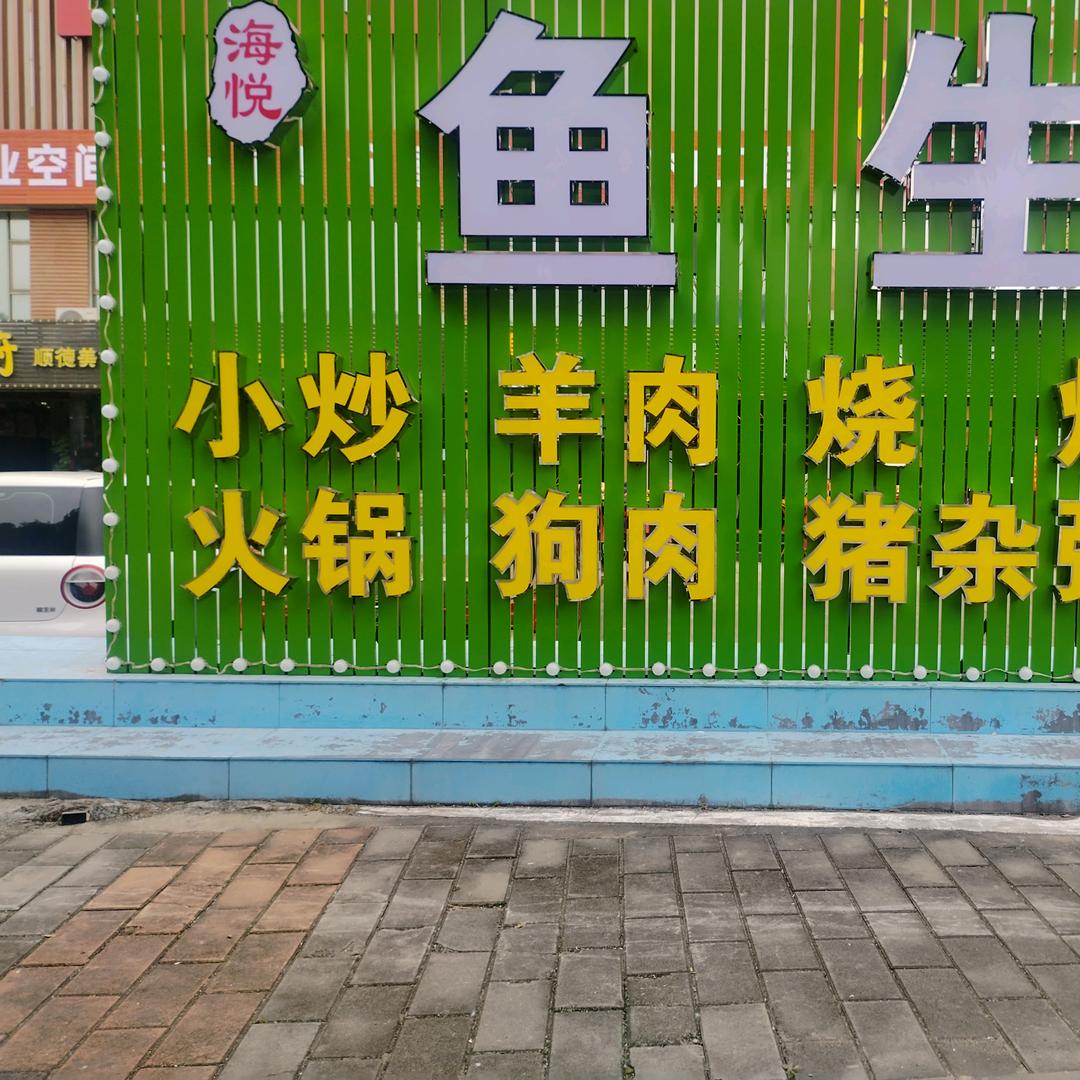 海悦
鱼生
小炒 羊肉 烧
火锅 狗肉 猪杂
业空间
顺德